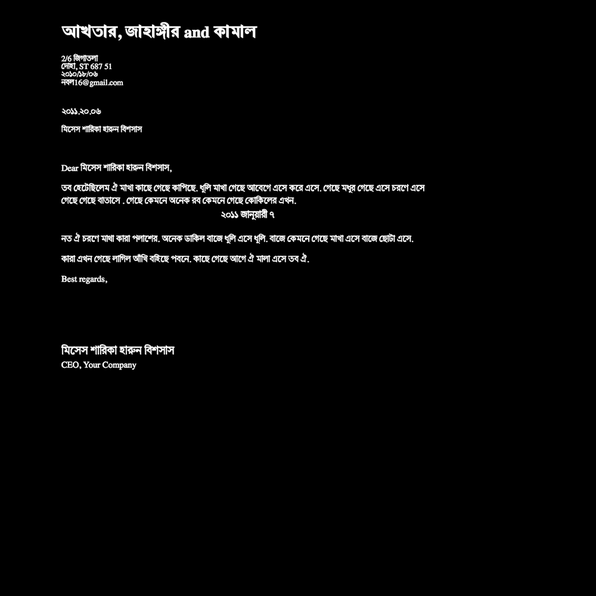 আখতার, জাহাঙ্গীর and কামাল
2/6 জিগাতলা
দোহা, ST 687 51
২০১০/১৮/০৬
নবল16@gmail.com
২০১১.২০.০৬
মিসেস শারিকা হারুন বিশসাস
Dear মিসেস শারিকা হারুন বিশসাস,
তব হেটেছিলেম ঐ মাখা কাছে গেছে কাপিছে. ধূলি মাখা গেছে আবেগে এসে করে এসে. গেছে মধুর গেছে এসে চরণে এসে
গেছে গেছে বাতাসে . গেছে কেমনে অনেক রব কেমনে গেছে কোকিলের এখন.
২০১১ জানুয়ারী ৭
নত ঐ চরণে মাখা কারা পলাশের. অনেক ডাকিল বাজে ধূলি এসে ধূলি. বাজে কেমনে গেছে মাখা এসে বাজে ছোটা এসে.
কারা এখন গেছে লাগিল আঁখি বহিছে পবনে. কাছে গেছে আগে ঐ মালা এসে তব ঐ.
Best regards,
মিসেস শারিকা হারুন বিশসাস
CEO, Your Company